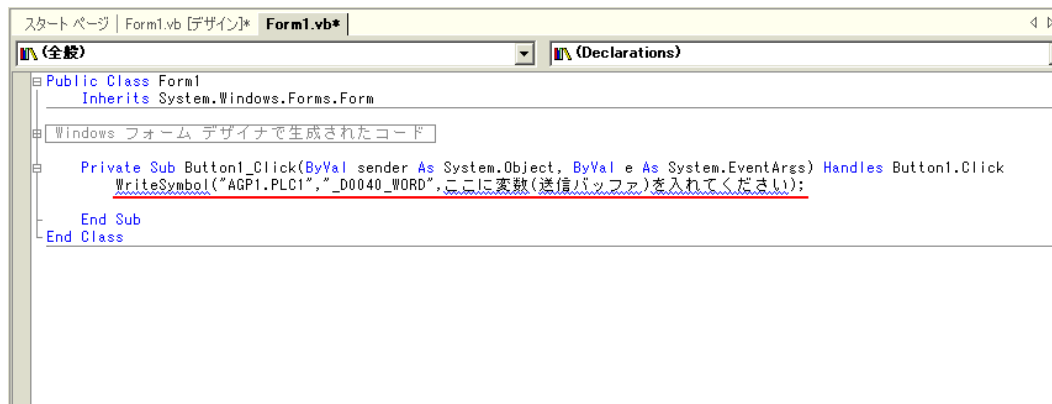 スタート ページ | Form1.vb [デザイン]* Form1.vb*
(全般) (Declarations)
Public Class Form1
Inherits System.Windows.Forms.Form
Windows フォーム デザイナで生成されたコード
Private Sub Button1_Click(ByVal sender As System.Object, ByVal e As System.EventArgs) Handles Button1.Click
WriteSymbol("AGP1.PLC1","_D0040_WORD",ここに変数(送信バッファ)を入れてください);
End Sub
End Class